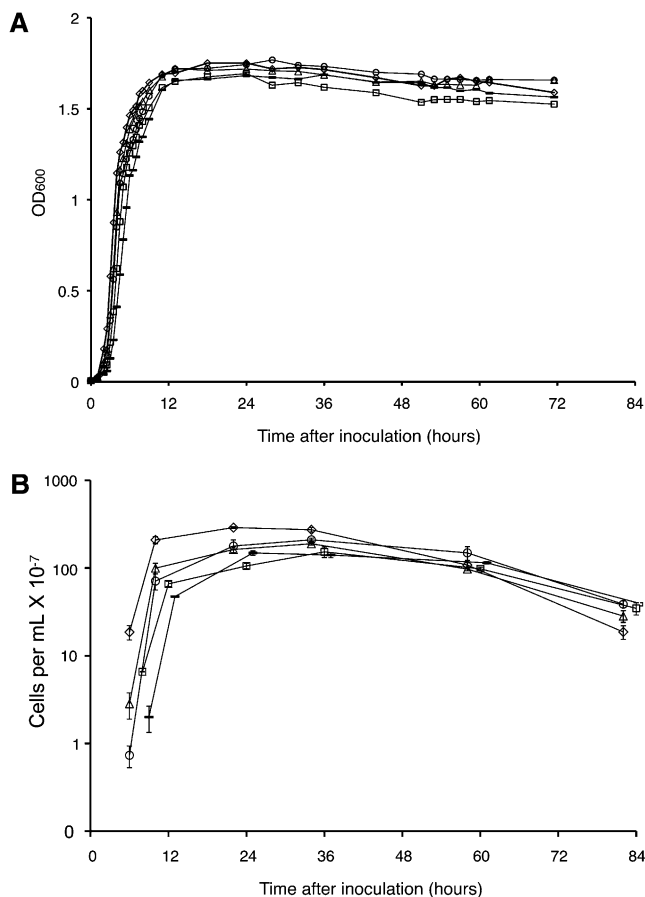 A
2
1.5
1
0.5
0
OD600
0 12 24 36 48 60 72 84
Time after inoculation (hours)
B
1000
100
10
1
0
Cells per mL X 10-7
0 12 24 36 48 60 72 84
Time after inoculation (hours)